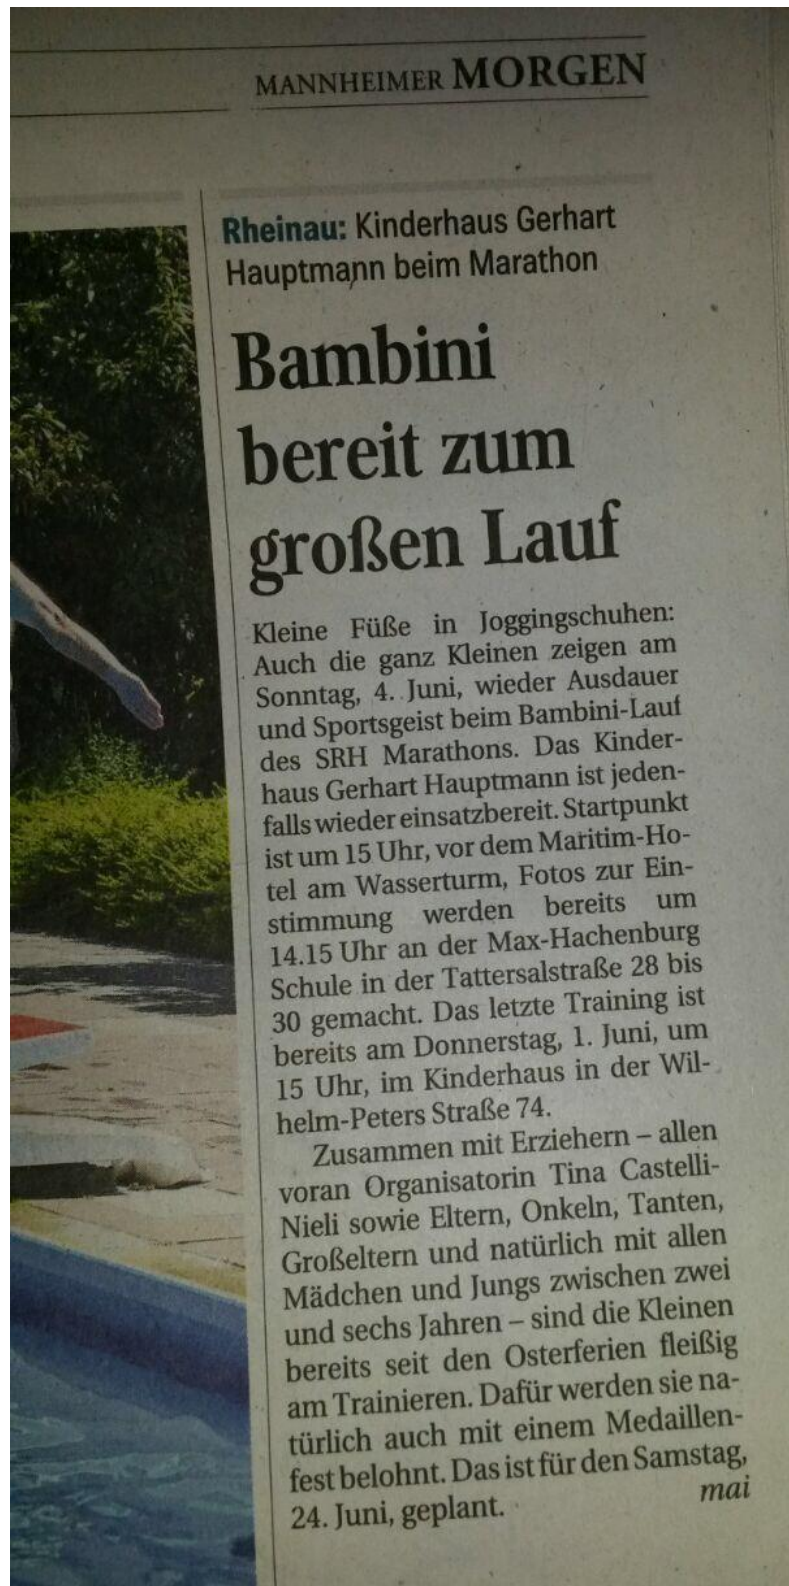 MANNHEIMER MORGEN
Rheinau: Kinderhaus Gerhart
Hauptmann beim Marathon
Bambini
bereit zum
großen Lauf
Kleine Füße in Joggingschuhen:
Auch die ganz Kleinen zeigen am
Sonntag, 4. Juni, wieder Ausdauer
und Sportsgeist beim Bambini-Lauf
des SRH Marathons. Das Kinder-
haus Gerhart Hauptmann ist jeden-
falls wieder einsatzbereit. Startpunkt
ist um 15 Uhr, vor dem Maritim-Ho-
tel am Wasserturm, Fotos zur Ein-
stimmung werden bereits um
14.15 Uhr an der Max-Hachenburg
Schule in der Tattersalstraße 28 bis
30 gemacht. Das letzte Training ist
bereits am Donnerstag, 1. Juni, um
15 Uhr, im Kinderhaus in der Wil-
helm-Peters Straße 74.
Zusammen mit Erziehern – allen
voran Organisatorin Tina Castelli-
Nieli sowie Eltern, Onkeln, Tanten,
Großeltern und natürlich mit allen
Mädchen und Jungs zwischen zwei
und sechs Jahren – sind die Kleinen
bereits seit den Osterferien fleißig
am Trainieren. Dafür werden sie na-
türlich auch mit einem Medaillen-
fest belohnt. Das ist für den Samstag,
24. Juni, geplant. mai